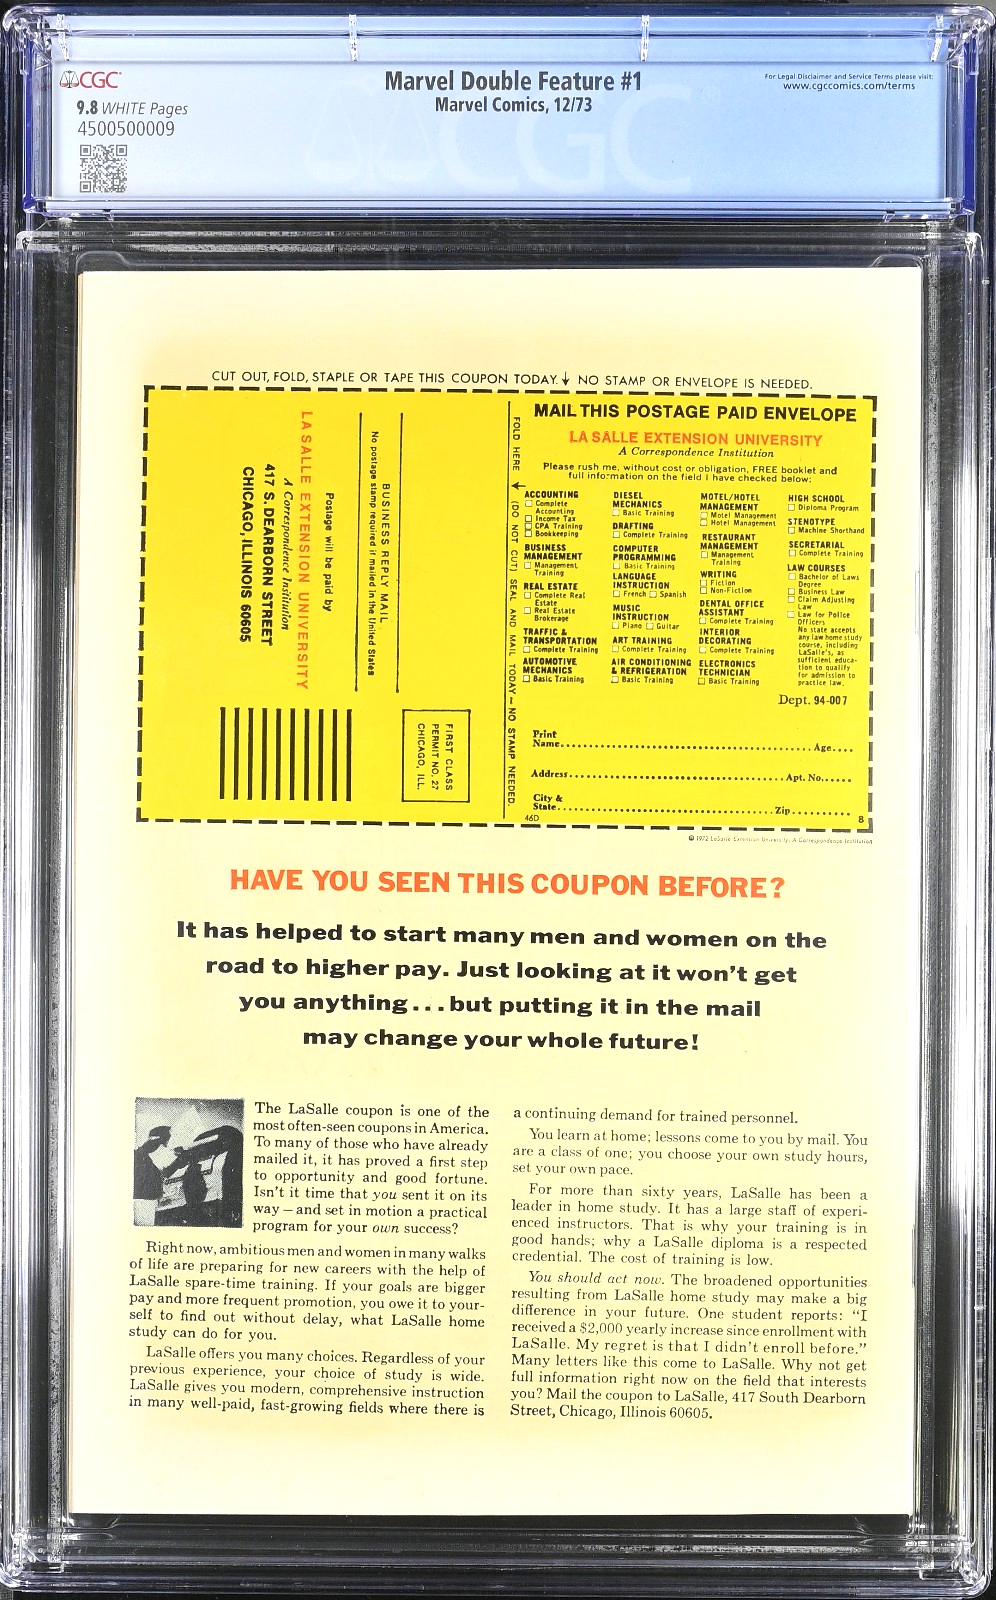 CGC
Marvel Double Feature #1
Marvel Comics, 12/73
For Legal Disclaimer and Service Terms please visit:
www.cgccomics.com/terms
9.8 WHITE Pages
4500500009
CGC
CUT OUT, FOLD, STAPLE OR TAPE THIS COUPON TODAY. ↓ NO STAMP OR ENVELOPE IS NEEDED.
BUSINESS REPLY MAIL
No postage stamp required if mailed in the United States
Postage will be paid by
LA SALLE EXTENSION UNIVERSITY
A Correspondence Institution
417 S. DEARBORN STREET
CHICAGO, ILLINOIS 60605
FIRST CLASS
PERMIT NO. 27
CHICAGO, ILL.
FOLD HERE → (DO NOT CUT) SEAL AND MAIL TODAY — NO STAMP NEEDED.
MAIL THIS POSTAGE PAID ENVELOPE
LA SALLE EXTENSION UNIVERSITY
A Correspondence Institution
Please rush me, without cost or obligation, FREE booklet and
full information on the field I have checked below:
ACCOUNTING
☐ Complete
Accounting
☐ Income Tax
☐ CPA Training
☐ Bookkeeping
BUSINESS
MANAGEMENT
☐ Management
Training
REAL ESTATE
☐ Complete Real
Estate
☐ Real Estate
Brokerage
TRAFFIC &
TRANSPORTATION
☐ Complete Training
AUTOMOTIVE
MECHANICS
☐ Basic Training
DIESEL
MECHANICS
☐ Basic Training
DRAFTING
☐ Complete Training
COMPUTER
PROGRAMMING
☐ Basic Training
LANGUAGE
INSTRUCTION
☐ French ☐ Spanish
MUSIC
INSTRUCTION
☐ Piano ☐ Guitar
ART TRAINING
☐ Complete Training
AIR CONDITIONING
& REFRIGERATION
☐ Basic Training
MOTEL/HOTEL
MANAGEMENT
☐ Motel Management
☐ Hotel Management
RESTAURANT
MANAGEMENT
☐ Management
Training
WRITING
☐ Fiction
☐ Non-Fiction
DENTAL OFFICE
ASSISTANT
☐ Complete Training
INTERIOR
DECORATING
☐ Complete Training
ELECTRONICS
TECHNICIAN
☐ Basic Training
HIGH SCHOOL
☐ Diploma Program
STENOTYPE
☐ Machine Shorthand
SECRETARIAL
☐ Complete Training
LAW COURSES
☐ Bachelor of Laws
Degree
☐ Business Law
☐ Claim Adjusting
Law
☐ Law for Police
Officers
No state accepts
any law home study
course, including
LaSalle's, as
sufficient educa-
tion to qualify
for admission to
practice law.
Dept. 94-007
Print
Name.......... Age....
Address.......... Apt. No......
City &
State.......... Zip..........
46D
8
© 1972 LaSalle Extension University, A Correspondence Institution
HAVE YOU SEEN THIS COUPON BEFORE?
It has helped to start many men and women on the
road to higher pay. Just looking at it won't get
you anything...but putting it in the mail
may change your whole future!
The LaSalle coupon is one of the
most often-seen coupons in America.
To many of those who have already
mailed it, it has proved a first step
to opportunity and good fortune.
Isn't it time that you sent it on its
way — and set in motion a practical
program for your own success?
Right now, ambitious men and women in many walks
of life are preparing for new careers with the help of
LaSalle spare-time training. If your goals are bigger
pay and more frequent promotion, you owe it to your-
self to find out without delay, what LaSalle home
study can do for you.
LaSalle offers you many choices. Regardless of your
previous experience, your choice of study is wide.
LaSalle gives you modern, comprehensive instruction
in many well-paid, fast-growing fields where there is
a continuing demand for trained personnel.
You learn at home; lessons come to you by mail. You
are a class of one; you choose your own study hours,
set your own pace.
For more than sixty years, LaSalle has been a
leader in home study. It has a large staff of experi-
enced instructors. That is why your training is in
good hands; why a LaSalle diploma is a respected
credential. The cost of training is low.
You should act now. The broadened opportunities
resulting from LaSalle home study may make a big
difference in your future. One student reports: "I
received a $2,000 yearly increase since enrollment with
LaSalle. My regret is that I didn't enroll before."
Many letters like this come to LaSalle. Why not get
full information right now on the field that interests
you? Mail the coupon to LaSalle, 417 South Dearborn
Street, Chicago, Illinois 60605.